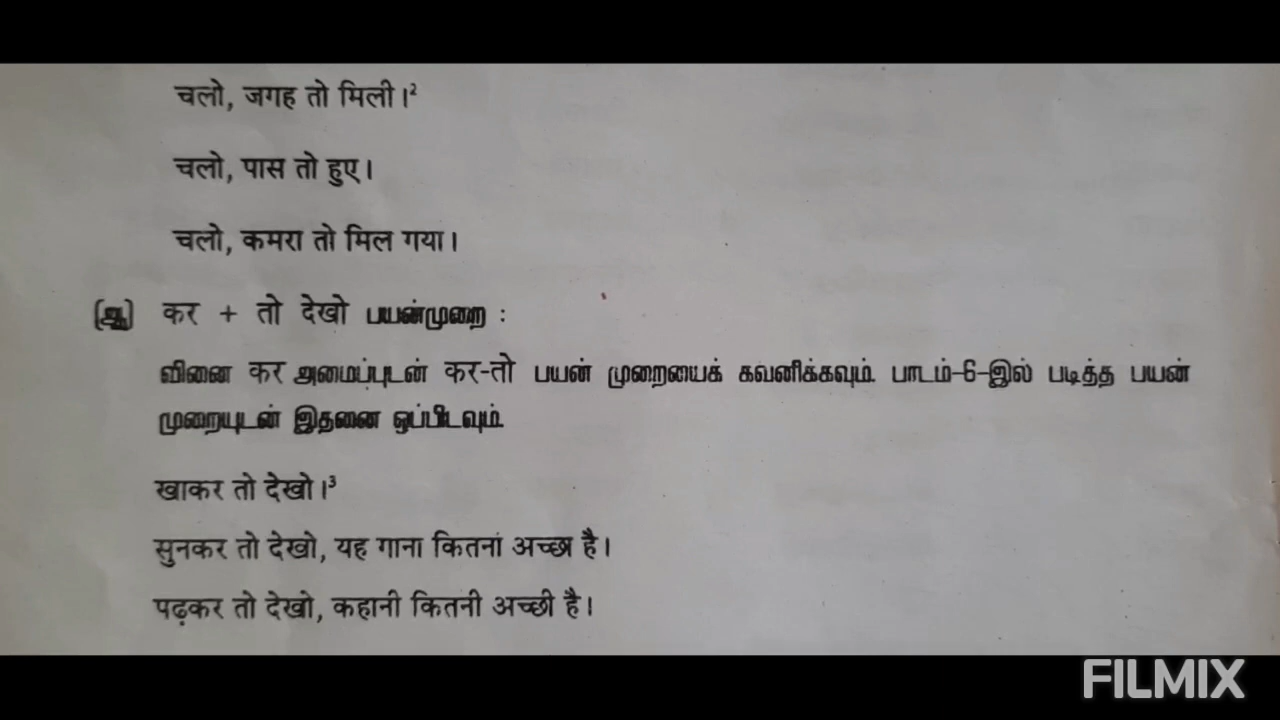 चलो, जगह तो मिली।²
चलो, पास तो हुए।
चलो, कमरा तो मिल गया।
(ஆ) कर + तो देखो பயன்முறை :
வினை कर அமைப்புடன் कर-तो பயன் முறையைக் கவனிக்கவும். பாடம்-6-இல் படித்த பயன்
முறையுடன் இதனை ஒப்பிடவும்.
खाकर तो देखो।³
सुनकर तो देखो, यह गाना कितना अच्छा है।
पढ़कर तो देखो, कहानी कितनी अच्छी है।
FILMIX